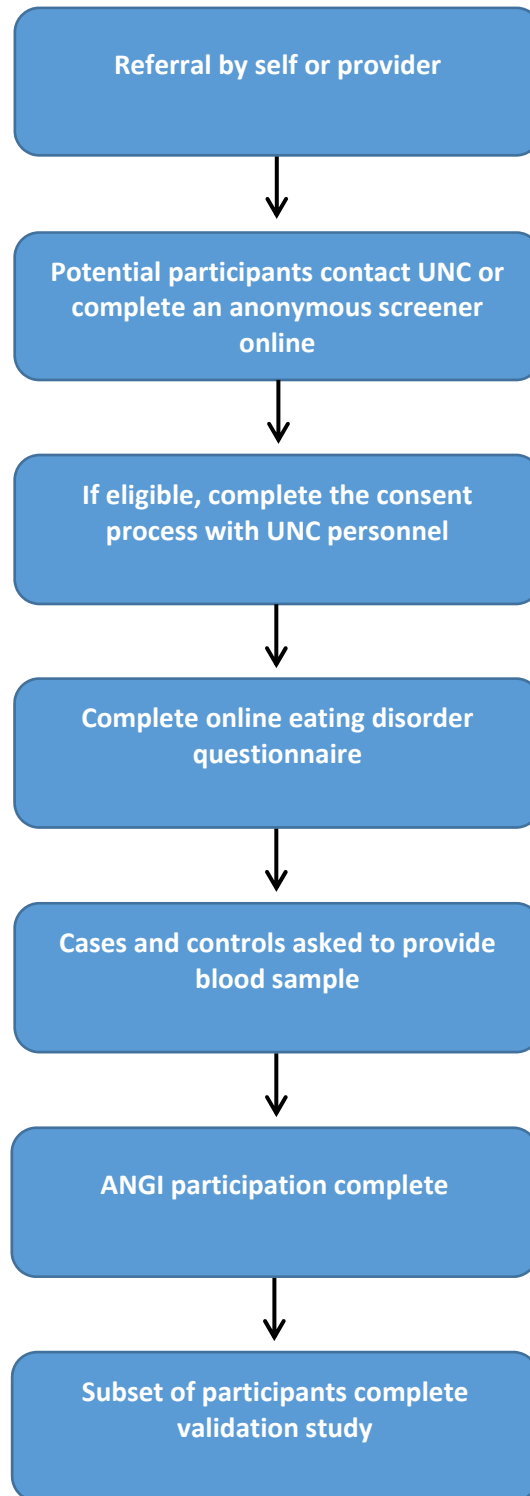 Referral by self or provider
Potential participants contact UNC or
complete an anonymous screener
online
If eligible, complete the consent
process with UNC personnel
Complete online eating disorder
questionnaire
Cases and controls asked to provide
blood sample
ANGI participation complete
Subset of participants complete
validation study